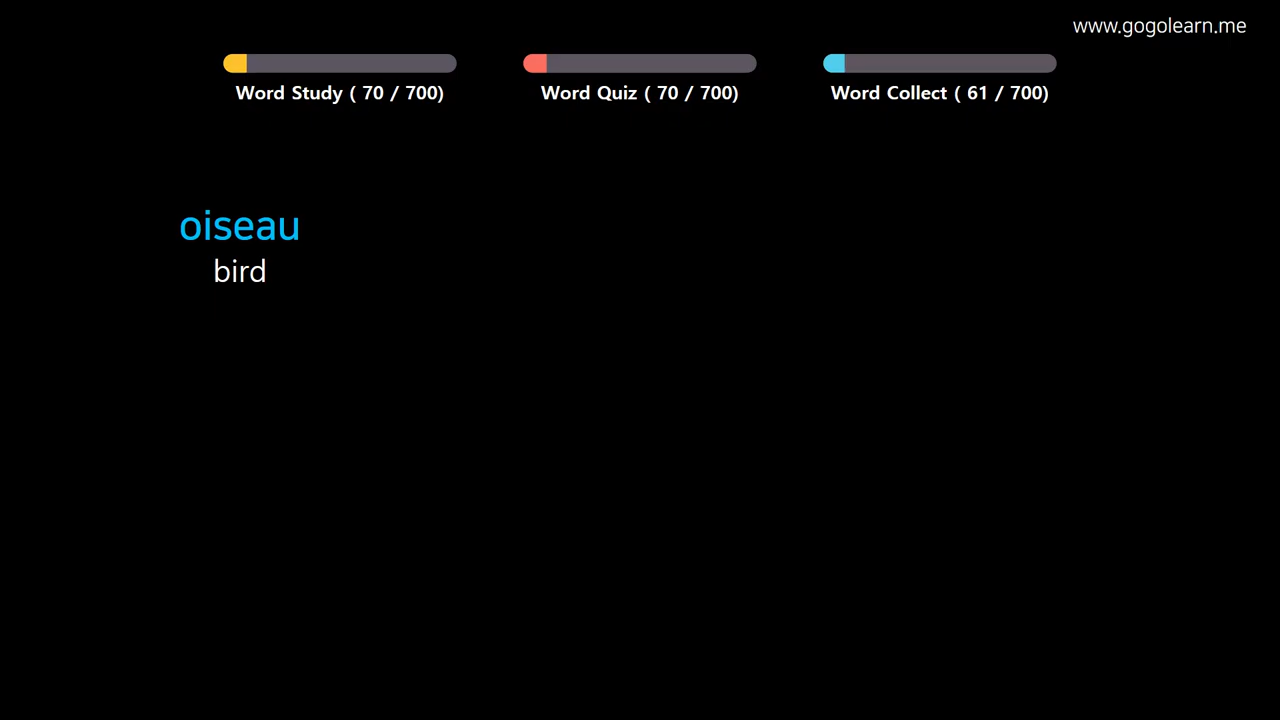 www.gogolearn.me
Word Study ( 70 / 700)
Word Quiz ( 70 / 700)
Word Collect ( 61 / 700)
oiseau
bird